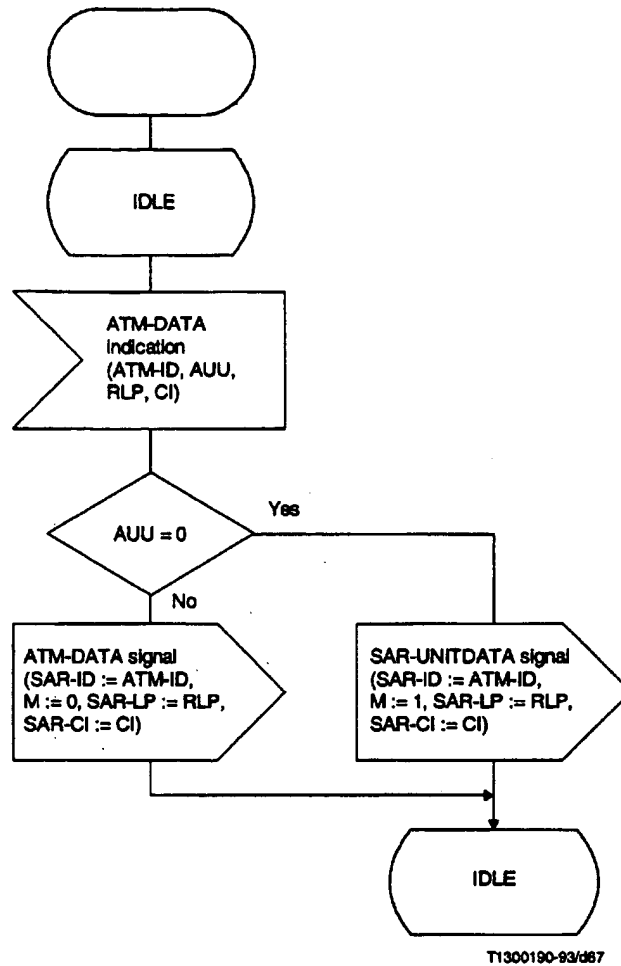 IDLE
ATM-DATA
indication
(ATM-ID, AUU,
RLP, CI)
AUU = 0
Yes
No
ATM-DATA signal
(SAR-ID := ATM-ID,
M := 0, SAR-LP := RLP,
SAR-CI := CI)
SAR-UNITDATA signal
(SAR-ID := ATM-ID,
M := 1, SAR-LP := RLP,
SAR-CI := CI)
IDLE
T1300190-93/d67